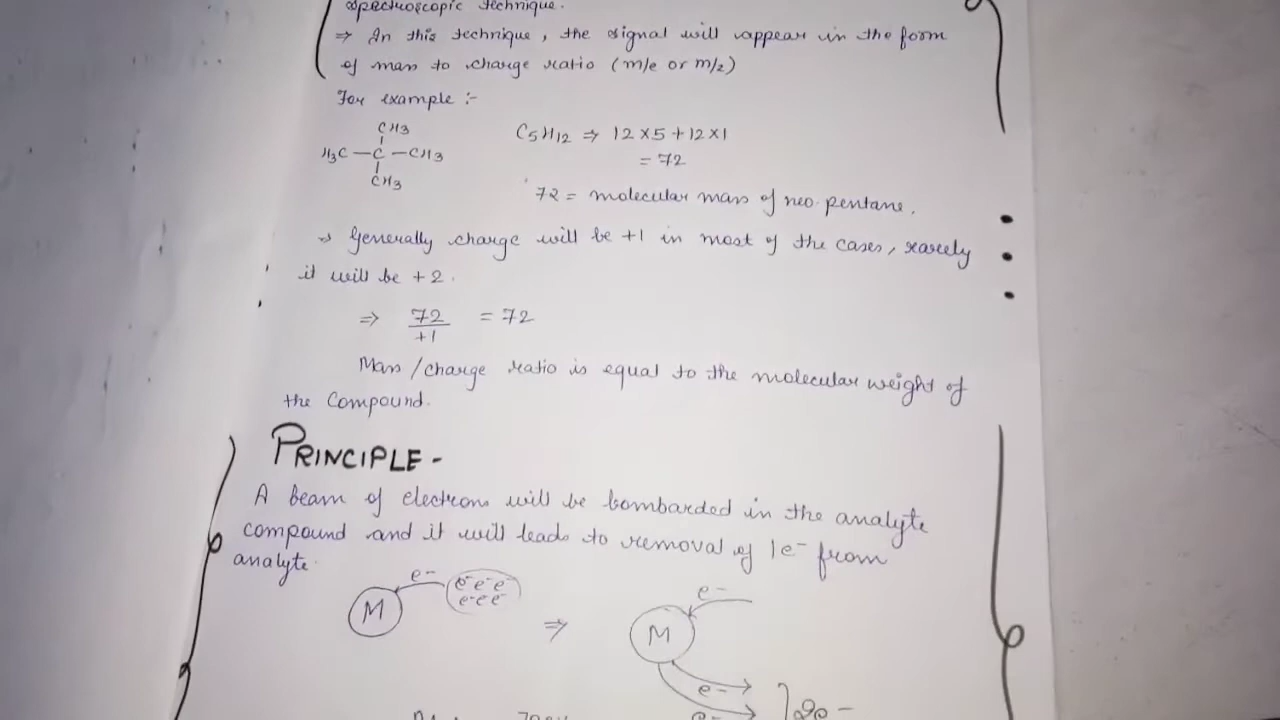 Spectroscopic technique.
⇒ In this technique, the signal will appear in the form
of mass to charge ratio (m/e or m/z)
For example :-
CH3
H3C — C — CH3
CH3
C5H12 ⇒ 12 x 5 + 12 x 1
= 72
72 = molecular mass of neo pentane.
⇒ Generally charge will be +1 in most of the cases, rarely
it will be +2.
⇒ 72/+1 = 72
Mass / charge ratio is equal to the molecular weight of
the compound.
PRINCIPLE -
A beam of electrons will be bombarded in the analyte
compound and it will leads to removal of 1e- from
analyte.
M e- e- e- e-
e- e- e-
⇒ M e-
e-
e-